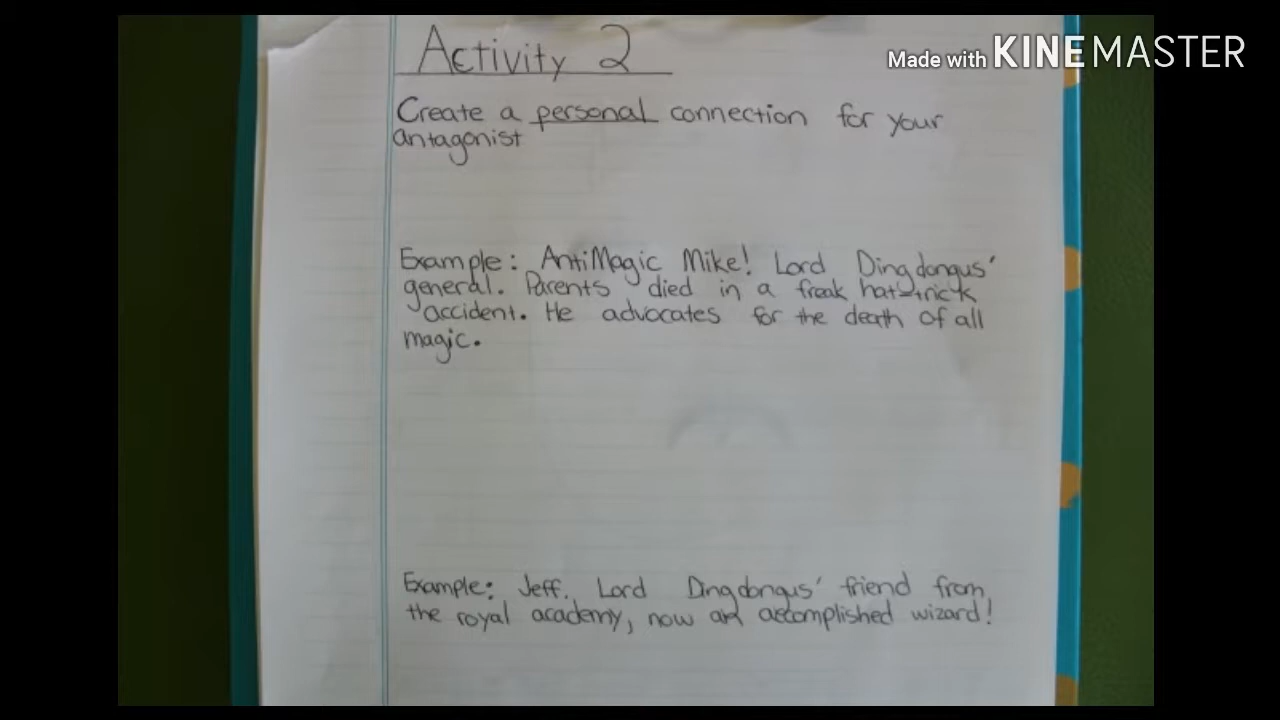 Activity 2
Made with KINEMASTER
Create a personal connection for your
antagonist
Example: AntiMagic Mike! Lord Dingdongus'
general. Parents died in a freak hat-trick
accident. He advocates for the death of all
magic.
Example: Jeff. Lord Dingdongus' friend from
the royal academy, now an accomplished wizard!